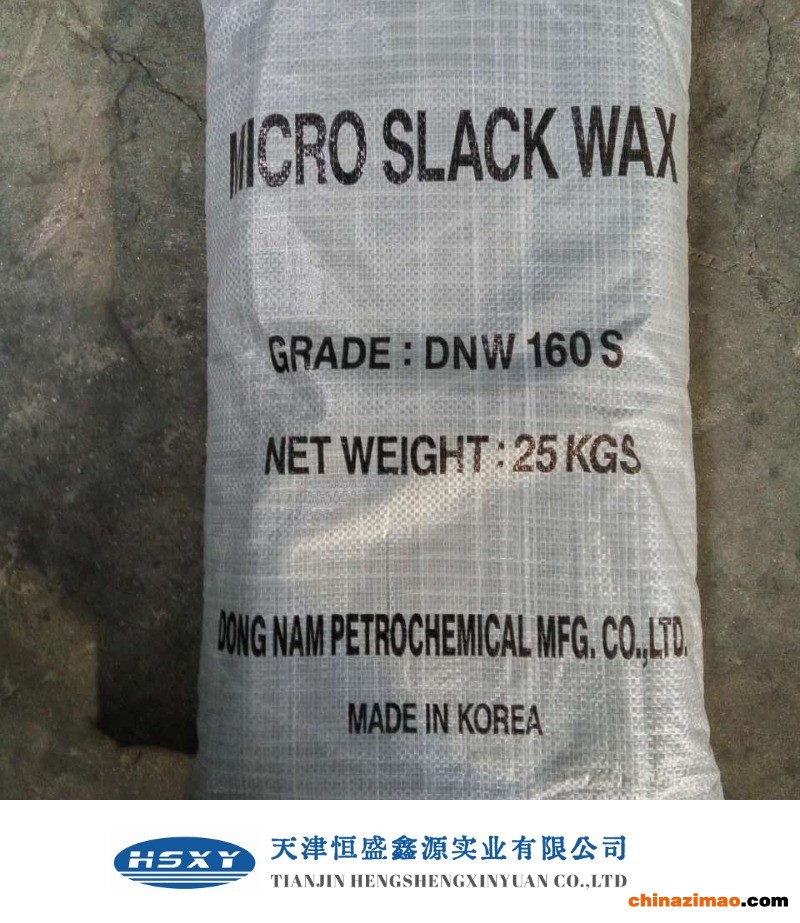 MICRO SLACK WAX
GRADE : DNW 160 S
NET WEIGHT : 25 KGS
DONG NAM PETROCHEMICAL MFG. CO.,LTD.
MADE IN KOREA
HSXY
天津恒盛鑫源实业有限公司
TIANJIN HENGSHENGXINYUAN CO.,LTD
chinazimao.com